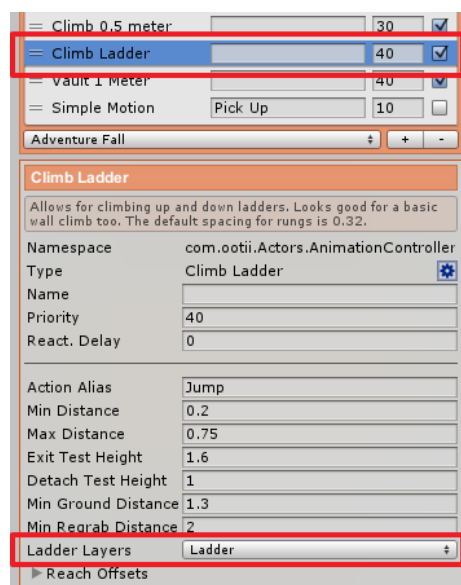 Climb 0.5 meter 30
Climb Ladder 40
Vault 1 Meter 40
Simple Motion Pick Up 10
Adventure Fall + -
Climb Ladder
Allows for climbing up and down ladders. Looks good for a basic
wall climb too. The default spacing for rungs is 0.32.
Namespace com.ootii.Actors.AnimationController
Type Climb Ladder
Name
Priority 40
React. Delay 0
Action Alias Jump
Min Distance 0.2
Max Distance 0.75
Exit Test Height 1.6
Detach Test Height 1
Min Ground Distance 1.3
Min Regrab Distance 2
Ladder Layers Ladder
Reach Offsets